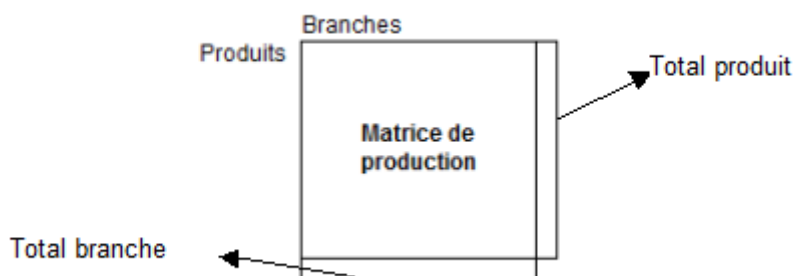 Branches
Produits
Total produit
Matrice de
production
Total branche